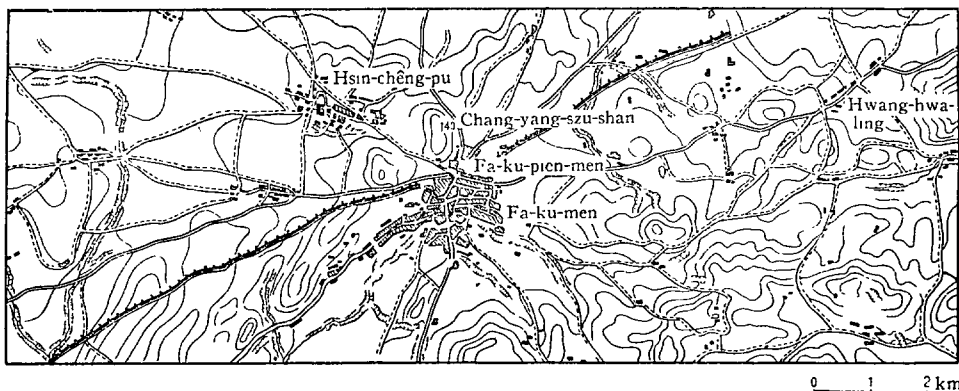 Hsin-chêng-pu
Hwang-hwa-
ling
Chang-yang-szu-shan
143
Fa-ku-pien-men
Fa-ku-men
0 1 2 km